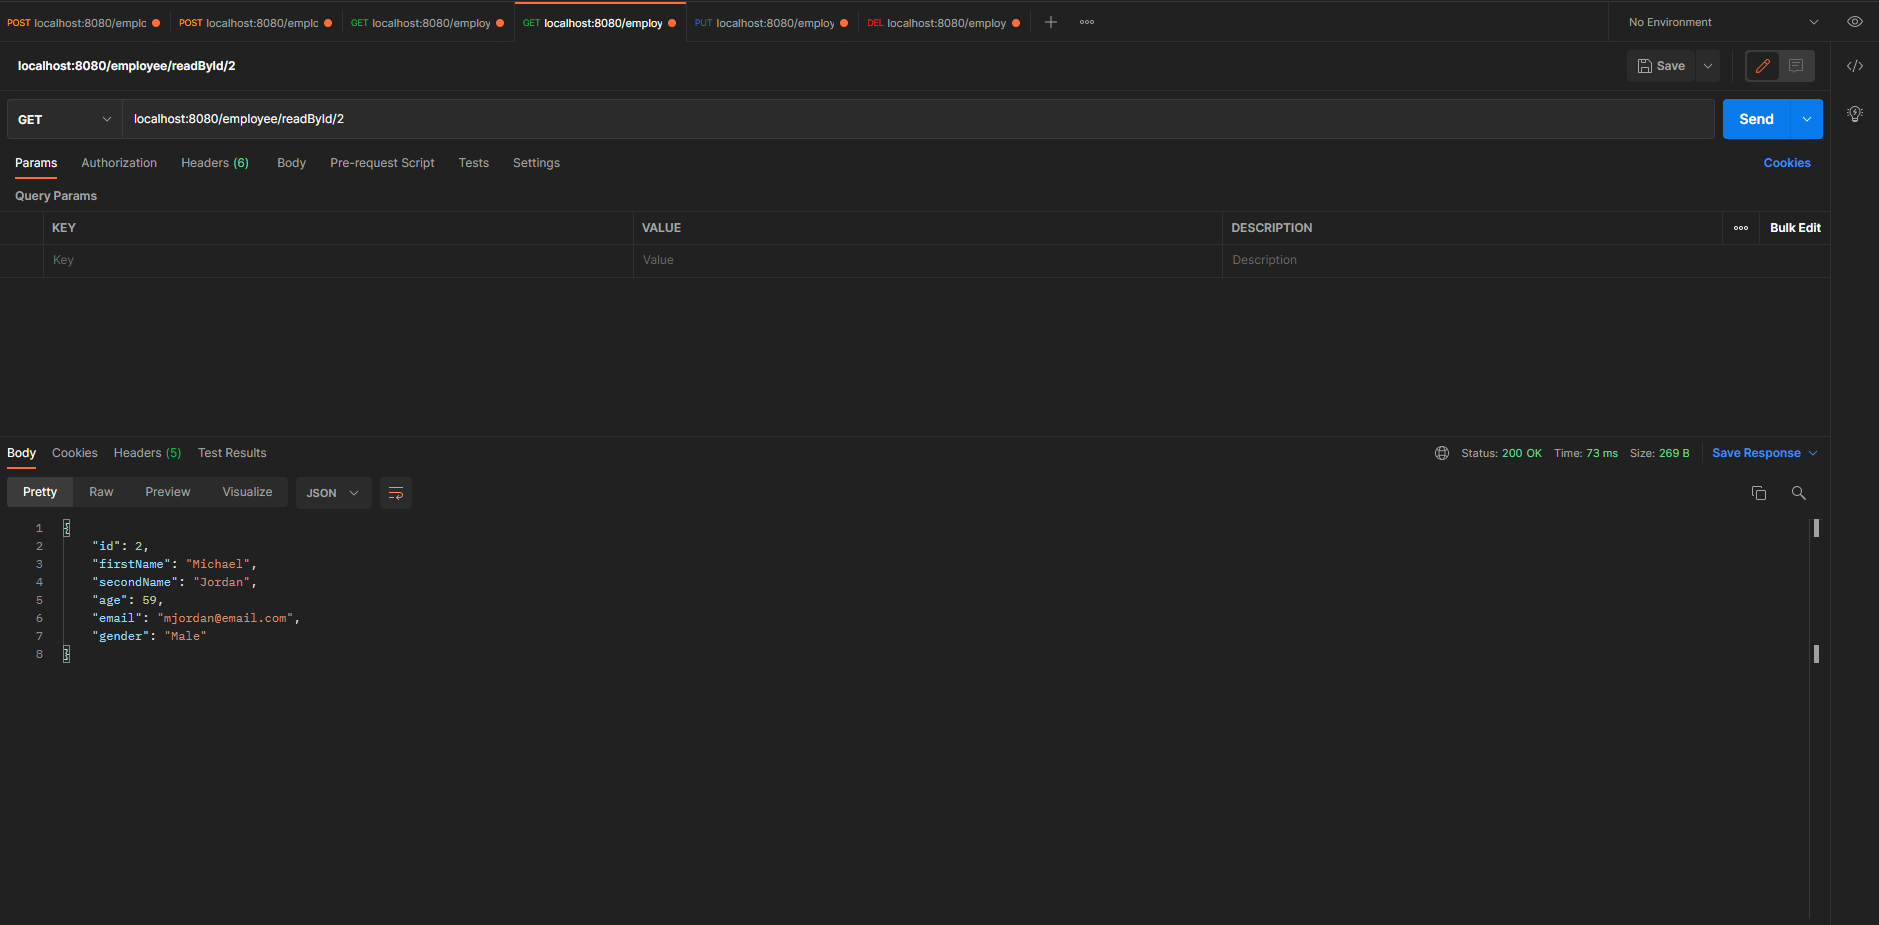 POST localhost:8080/emplc POST localhost:8080/emplc GET localhost:8080/employ GET localhost:8080/employ PUT localhost:8080/employ DEL localhost:8080/employ No Environment
localhost:8080/employee/readById/2 Save
GET localhost:8080/employee/readById/2 Send
Params Authorization Headers (6) Body Pre-request Script Tests Settings Cookies
Query Params
KEY VALUE DESCRIPTION Bulk Edit
Key Value Description
Body Cookies Headers (5) Test Results Status: 200 OK Time: 73 ms Size: 269 B Save Response
Pretty Raw Preview Visualize JSON
1 {
2 "id": 2,
3 "firstName": "Michael",
4 "secondName": "Jordan",
5 "age": 59,
6 "email": "mjordan@email.com",
7 "gender": "Male"
8 }